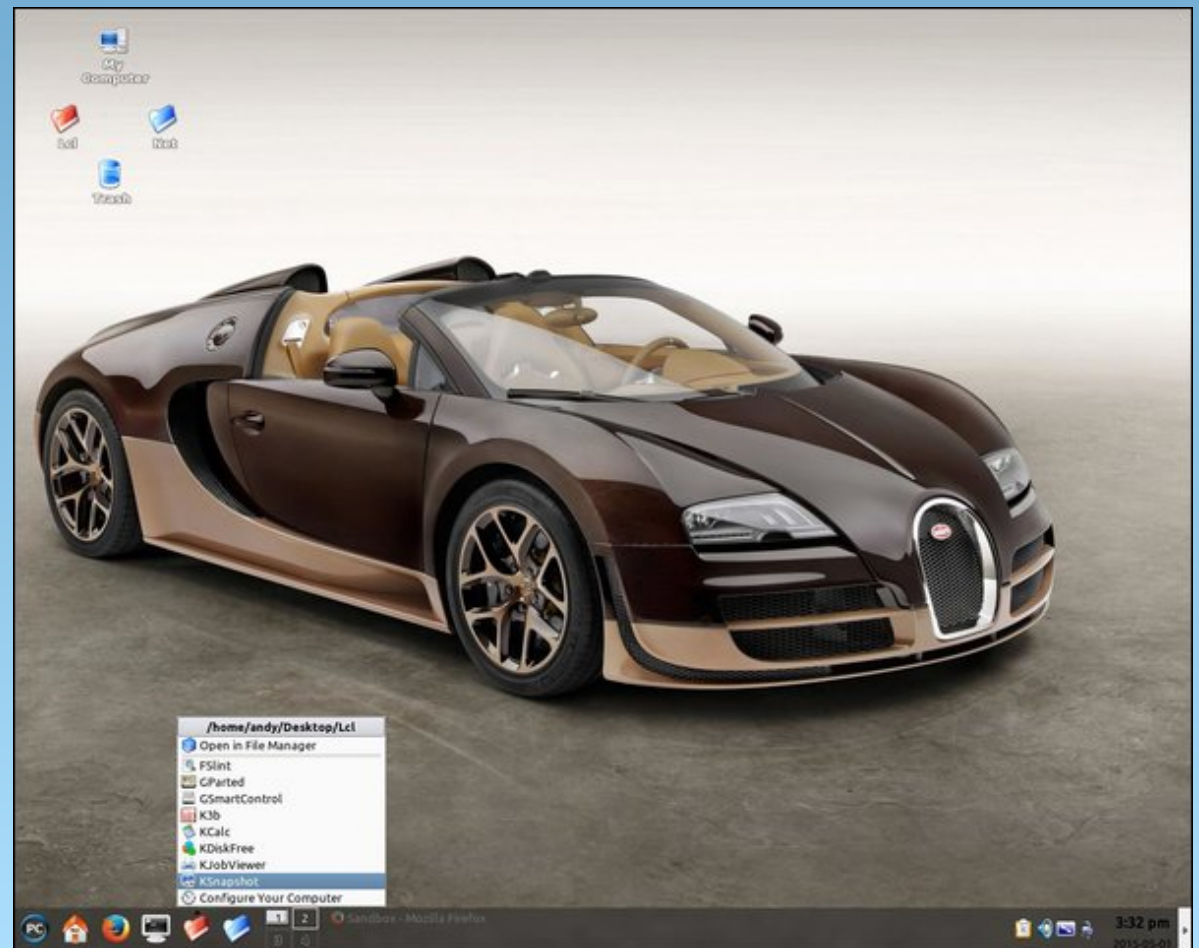 My
Computer
Lcl
Net
Trash
/home/andy/Desktop/Lcl
Open in File Manager
FSlint
GParted
GSmartControl
K3b
KCalc
KDiskFree
KJobViewer
KSnapshot
Configure Your Computer
PC
1
2
Sandbox - Mozilla Firefox
3:32 pm